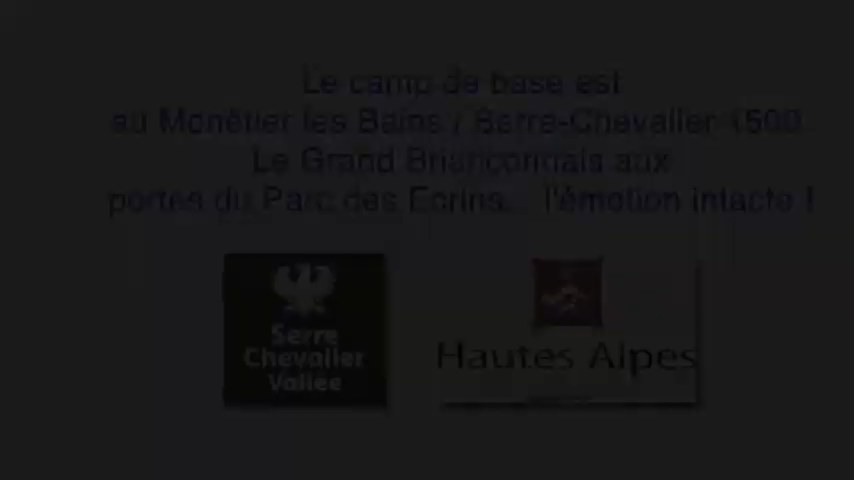 Le camp de base est
au Monêtier les Bains / Serre-Chevalier 1500.
Le Grand Briançonnais aux
portes du Parc des Ecrins... l'émotion intacte !
Serre
Chevalier
Vallée
Hautes Alpes